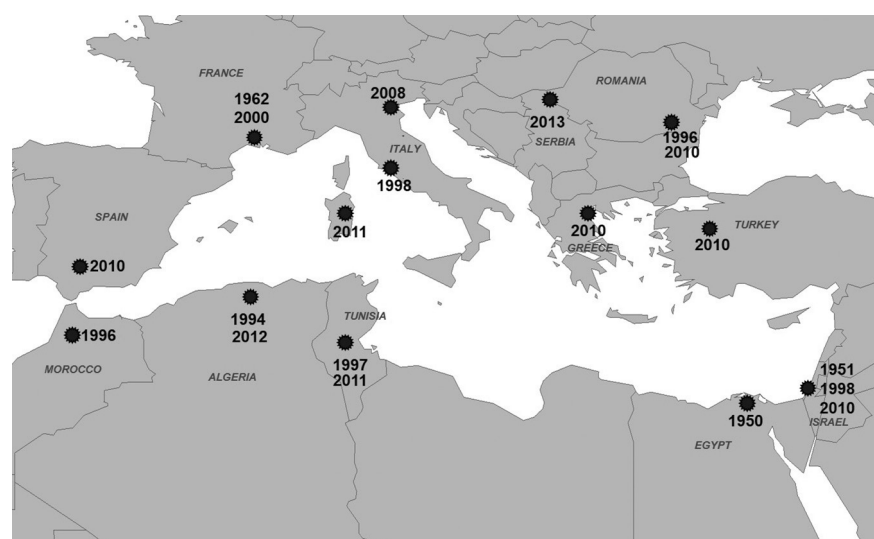 FRANCE
1962
2000
2008
ITALY
1998
2011
2013
SERBIA
ROMANIA
1996
2010
SPAIN
2010
2010
GREECE
2010
TURKEY
1996
MOROCCO
1994
2012
ALGERIA
TUNISIA
1997
2011
1950
EGYPT
1951
1998
2010
ISRAEL